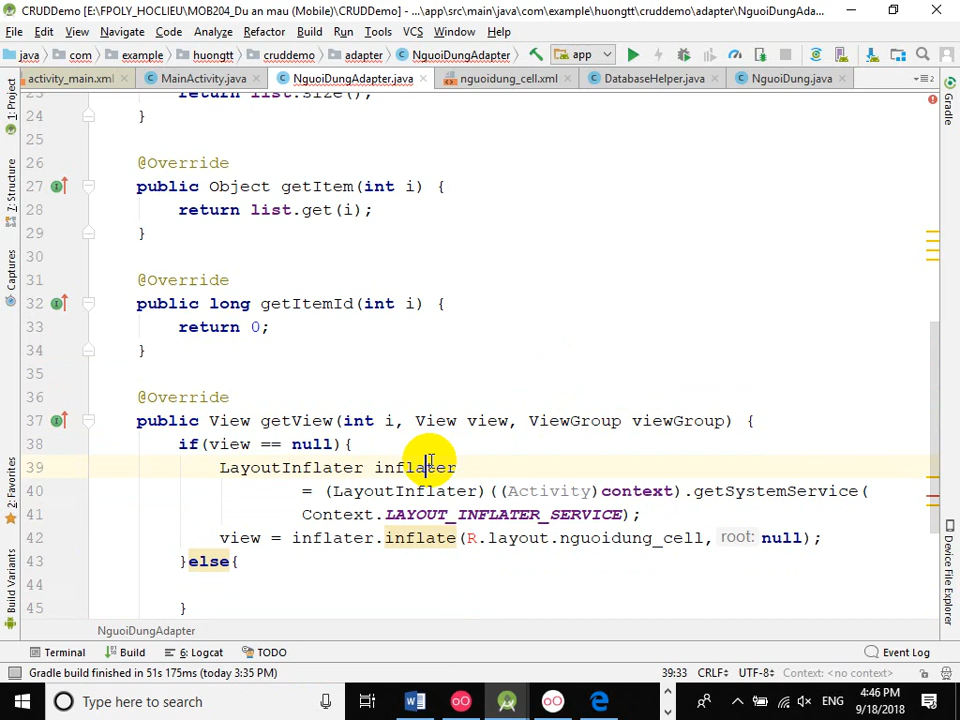 CRUDDemo [E:\FPOLY_HOCLIEU\MOB204_Du an mau (Mobile)\CRUDDemo] - ...\app\src\main\java\com\example\huongtt\cruddemo\adapter\NguoiDungAda...
File Edit View Navigate Code Analyze Refactor Build Run Tools VCS Window Help
java com example huongtt cruddemo adapter NguoiDungAdapter app
activity_main.xml MainActivity.java NguoiDungAdapter.java nguoidung_cell.xml DatabaseHelper.java NguoiDung.java
23 return list.size();
24 }
25
26 @Override
27 public Object getItem(int i) {
28 return list.get(i);
29 }
30
31 @Override
32 public long getItemId(int i) {
33 return 0;
34 }
35
36 @Override
37 public View getView(int i, View view, ViewGroup viewGroup) {
38 if(view == null){
39 LayoutInflater inflater
40 = (LayoutInflater)((Activity)context).getSystemService(
41 Context.LAYOUT_INFLATER_SERVICE);
42 view = inflater.inflate(R.layout.nguoidung_cell, root: null);
43 }else{
44
45 }
1: Project
7: Structure
Captures
2: Favorites
Build Variants
Gradle
Device File Explorer
NguoiDungAdapter
Terminal Build 6: Logcat TODO Event Log
Gradle build finished in 51s 175ms (today 3:35 PM) 39:33 CRLF UTF-8 Context: <no context>
Type here to search
ENG
4:46 PM
9/18/2018